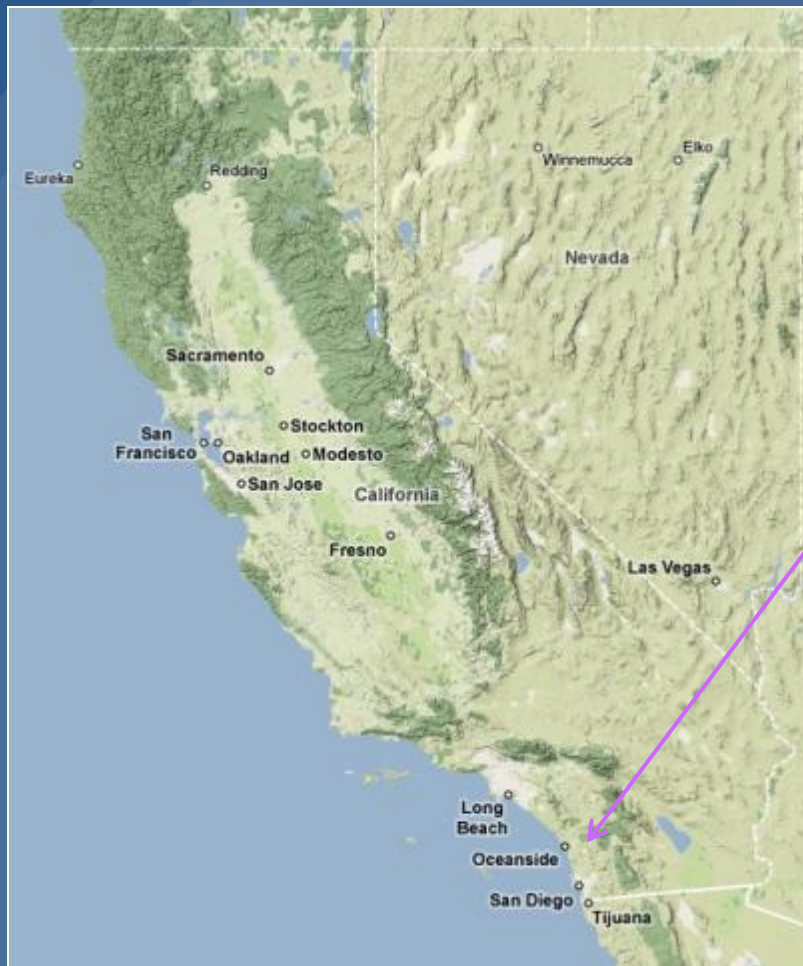 Eureka
Redding
Winnemucca
Elko
Nevada
Sacramento
Stockton
San
Francisco
Oakland
Modesto
San Jose
California
Fresno
Las Vegas
Long
Beach
Oceanside
San Diego
Tijuana